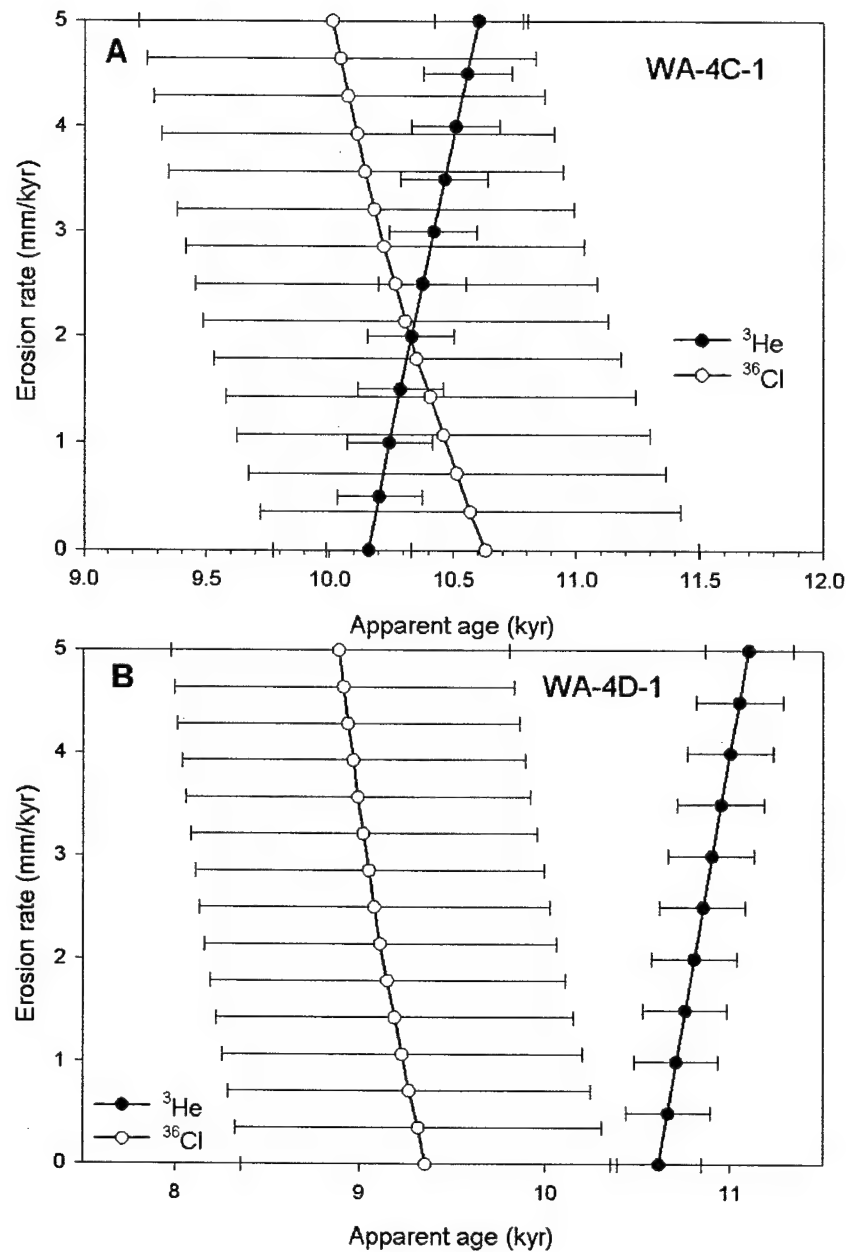 A
WA-4C-1
5
4
3
2
1
0
Erosion rate (mm/kyr)
³He
³⁶Cl
9.0 9.5 10.0 10.5 11.0 11.5 12.0
Apparent age (kyr)
B
WA-4D-1
5
4
3
2
1
0
Erosion rate (mm/kyr)
³He
³⁶Cl
8 9 10 11
Apparent age (kyr)